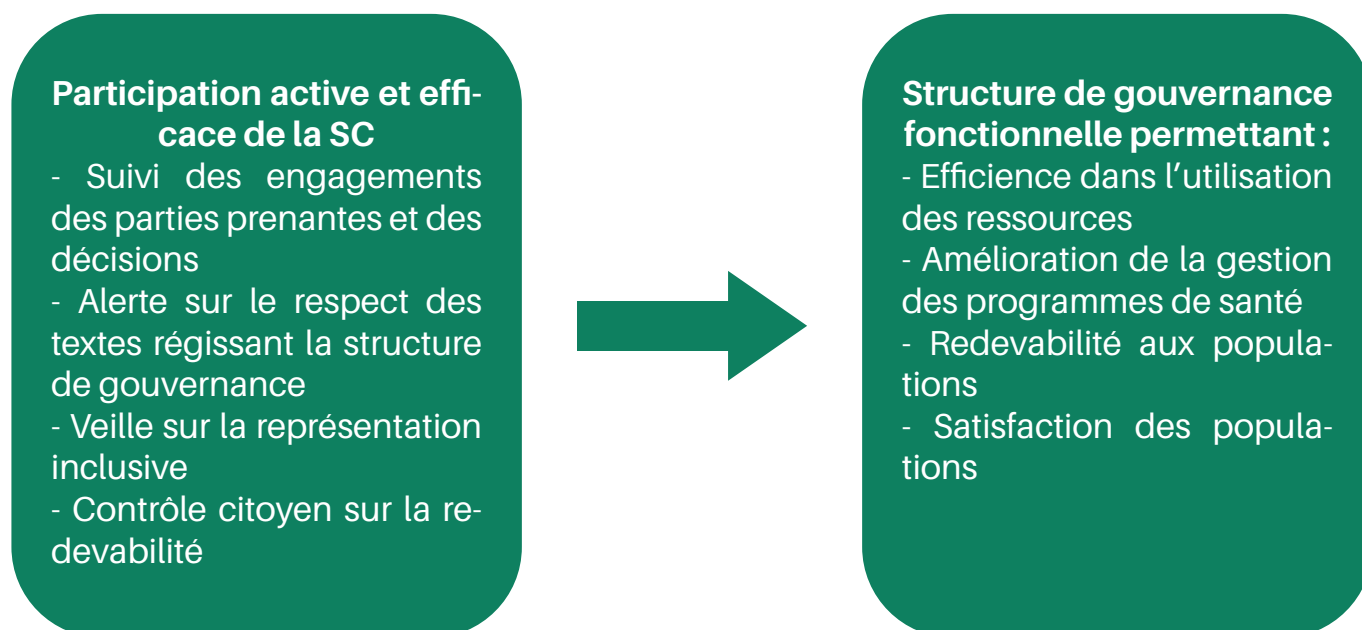 Participation active et effi-
cace de la SC
- Suivi des engagements
des parties prenantes et des
décisions
- Alerte sur le respect des
textes régissant la structure
de gouvernance
- Veille sur la représentation
inclusive
- Contrôle citoyen sur la re-
devabilité
Structure de gouvernance
fonctionnelle permettant :
- Efficience dans l’utilisation
des ressources
- Amélioration de la gestion
des programmes de santé
- Redevabilité aux popula-
tions
- Satisfaction des popula-
tions